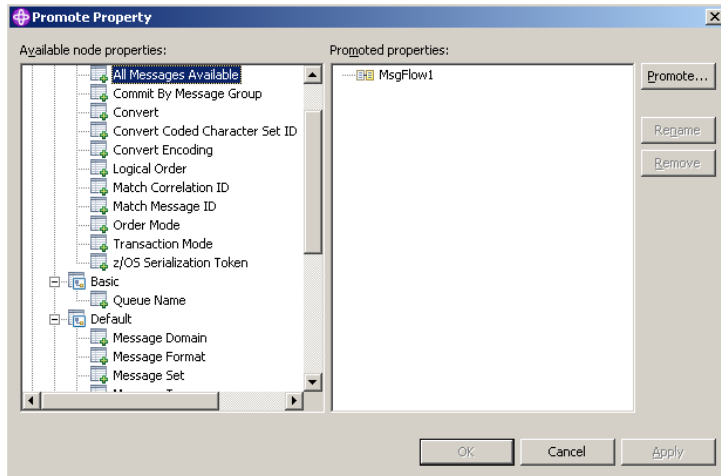 Promote Property
Available node properties:
Promoted properties:
All Messages Available
Commit By Message Group
Convert
Convert Coded Character Set ID
Convert Encoding
Logical Order
Match Correlation ID
Match Message ID
Order Mode
Transaction Mode
z/OS Serialization Token
Basic
Queue Name
Default
Message Domain
Message Format
Message Set
MsgFlow1
Promote...
Rename
Remove
OK
Cancel
Apply